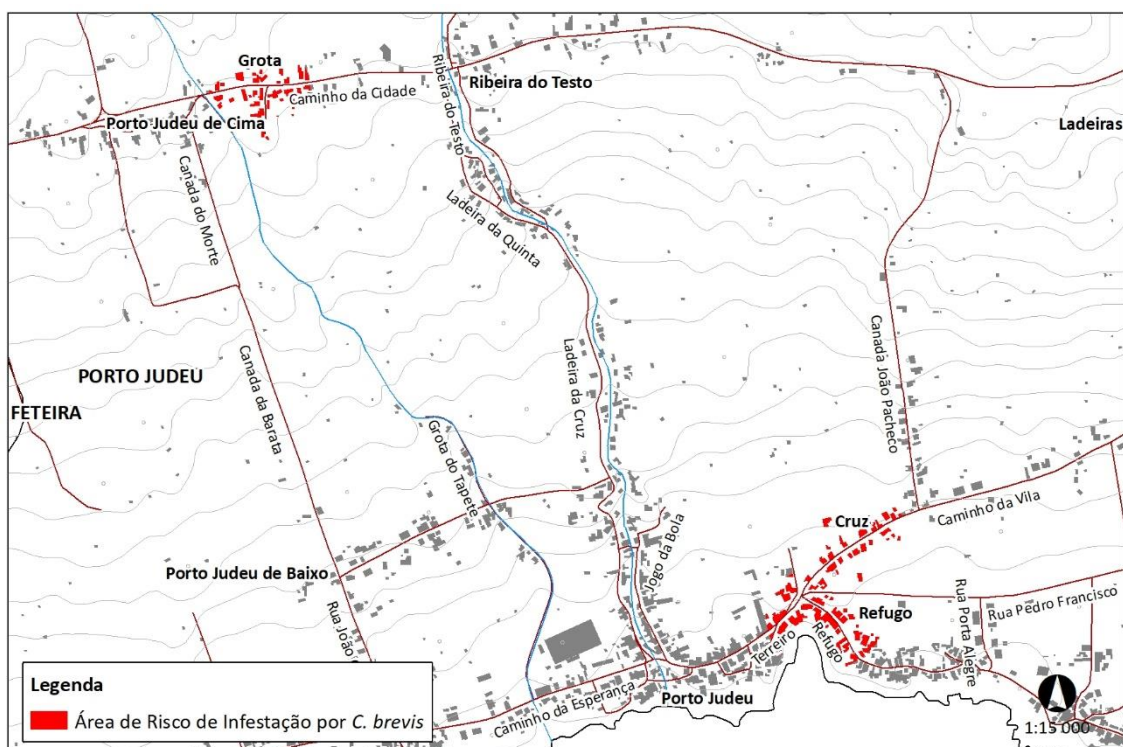 Grota
Caminho da Cidade
Ribeira-do-Testo
Ribeira do Testo
Porto Judeu de Cima
Ladeiras
Canada do Morte
Ladeira da Quinta
Ladeira da Cruz
Canada João Pacheco
PORTO JUDEU
FETEIRA
Canada da Barata
Grota do Tapete
Cruz
Caminho da Vila
Jogo da Bola
Porto Judeu de Baixo
Refugo
Rua Pedro Francisco
Rua Porta Alegre
Rua João
Terreiro
Refugo
Caminho da Esperança
Porto Judeu
Legenda
Área de Risco de Infestação por C. brevis
1:15 000